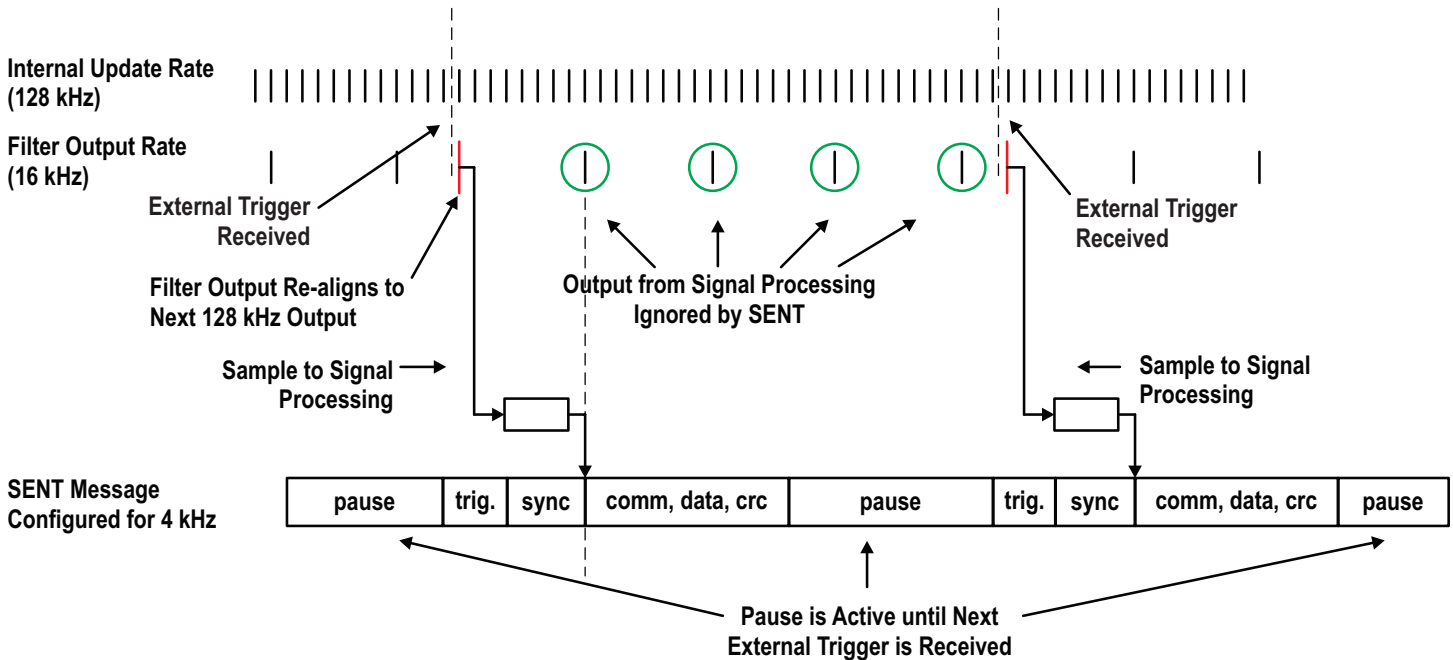 Internal Update Rate
(128 kHz)
Filter Output Rate
(16 kHz)
External Trigger
Received
External Trigger
Received
Filter Output Re-aligns to
Next 128 kHz Output
Output from Signal Processing
Ignored by SENT
Sample to Signal
Processing
Sample to Signal
Processing
SENT Message
Configured for 4 kHz
pause
trig.
sync
comm, data, crc
pause
trig.
sync
comm, data, crc
pause
Pause is Active until Next
External Trigger is Received